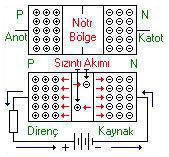 P Nötr N
Anot Bölge Katot
Sızıntı Akımı
P N
Direnç Kaynak
+ -